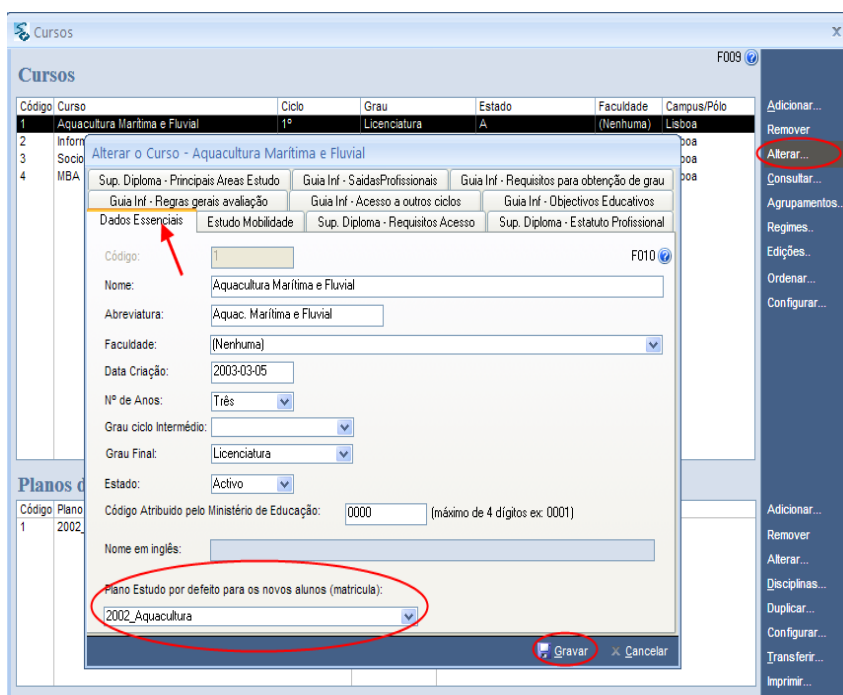 Cursos
x
F009
Cursos
Código Curso Ciclo Grau Estado Faculdade Campus/Pólo
1 Aquacultura Marítima e Fluvial 1º Licenciatura A (Nenhuma) Lisboa
2
3 Socio
4 MBA
Adicionar...
Remover
Alterar...
Consultar...
Agrupamentos..
Regimes..
Edições..
Ordenar...
Configurar...
Alterar o Curso - Aquacultura Marítima e Fluvial
Sup. Diploma - Principais Areas Estudo Guia Inf - SaidasProfissionais Guia Inf - Requisitos para obtenção de grau
Guia Inf - Regras gerais avaliação Guia Inf - Acesso a outros ciclos Guia Inf - Objectivos Educativos
Dados Essenciais Estudo Mobilidade Sup. Diploma - Requisitos Acesso Sup. Diploma - Estatuto Profissional
Código: 1 F010
Nome: Aquacultura Marítima e Fluvial
Abreviatura: Aquac. Marítima e Fluvial
Faculdade: (Nenhuma)
Data Criação: 2003-03-05
Nº de Anos: Três
Grau ciclo Intermédio:
Grau Final: Licenciatura
Estado: Activo
Código Atribuido pelo Ministério de Educação: 0000 (máximo de 4 dígitos ex: 0001)
Nome em inglês:
Plano Estudo por defeito para os novos alunos (matricula):
2002_Aquacultura
Gravar Cancelar
Planos d
Código Plano
1 2002_
Adicionar...
Remover
Alterar...
Disciplinas...
Duplicar...
Configurar...
Transferir...
Imprimir...